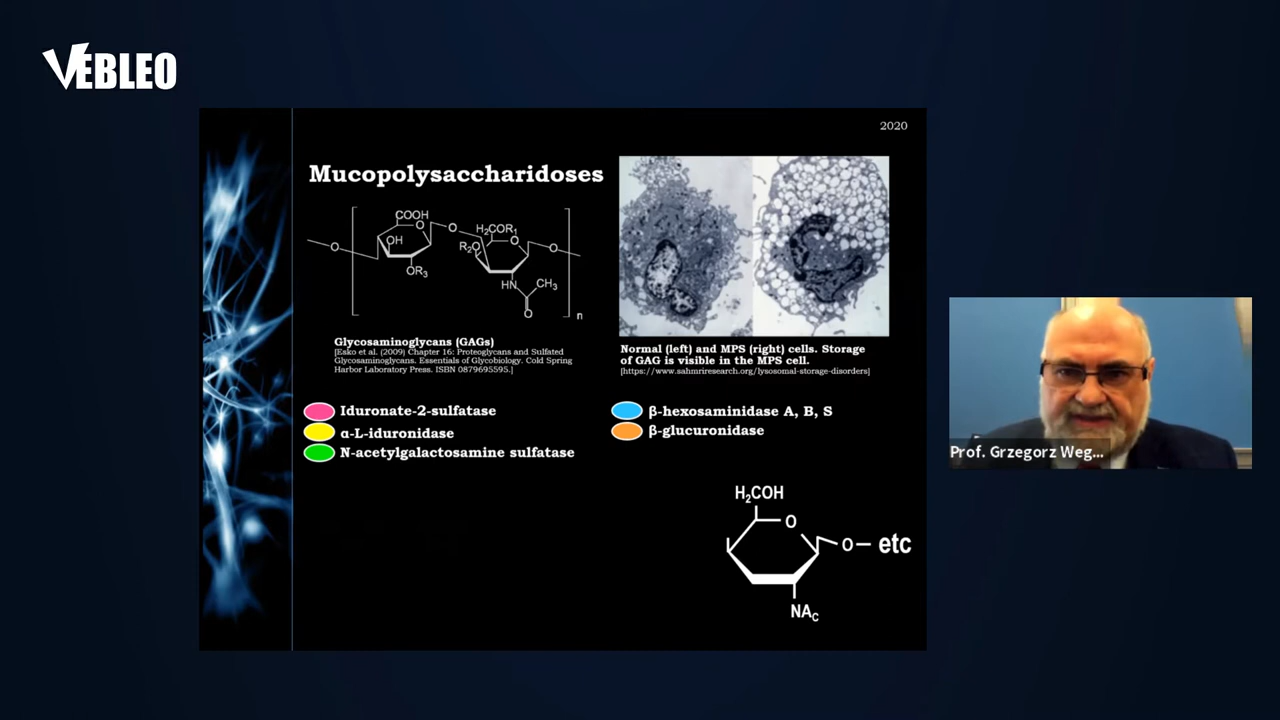 VEBLEO
2020
Mucopolysaccharidoses
COOH
O
O
OH
OR₃
O
H₂COR₁
R₂O
O
O
HN
CH₃
O
n
Glycosaminoglycans (GAGs)
[Esko et al. (2009) Chapter 16: Proteoglycans and Sulfated
Glycosaminoglycans. Essentials of Glycobiology. Cold Spring
Harbor Laboratory Press. ISBN 0879695595.]
Normal (left) and MPS (right) cells. Storage
of GAG is visible in the MPS cell.
[https://www.sahmriresearch.org/lysosomal-storage-disorders]
Iduronate-2-sulfatase
α-L-iduronidase
N-acetylgalactosamine sulfatase
β-hexosaminidase A, B, S
β-glucuronidase
H₂COH
O
O — etc
NAc
Prof. Grzegorz Weg...